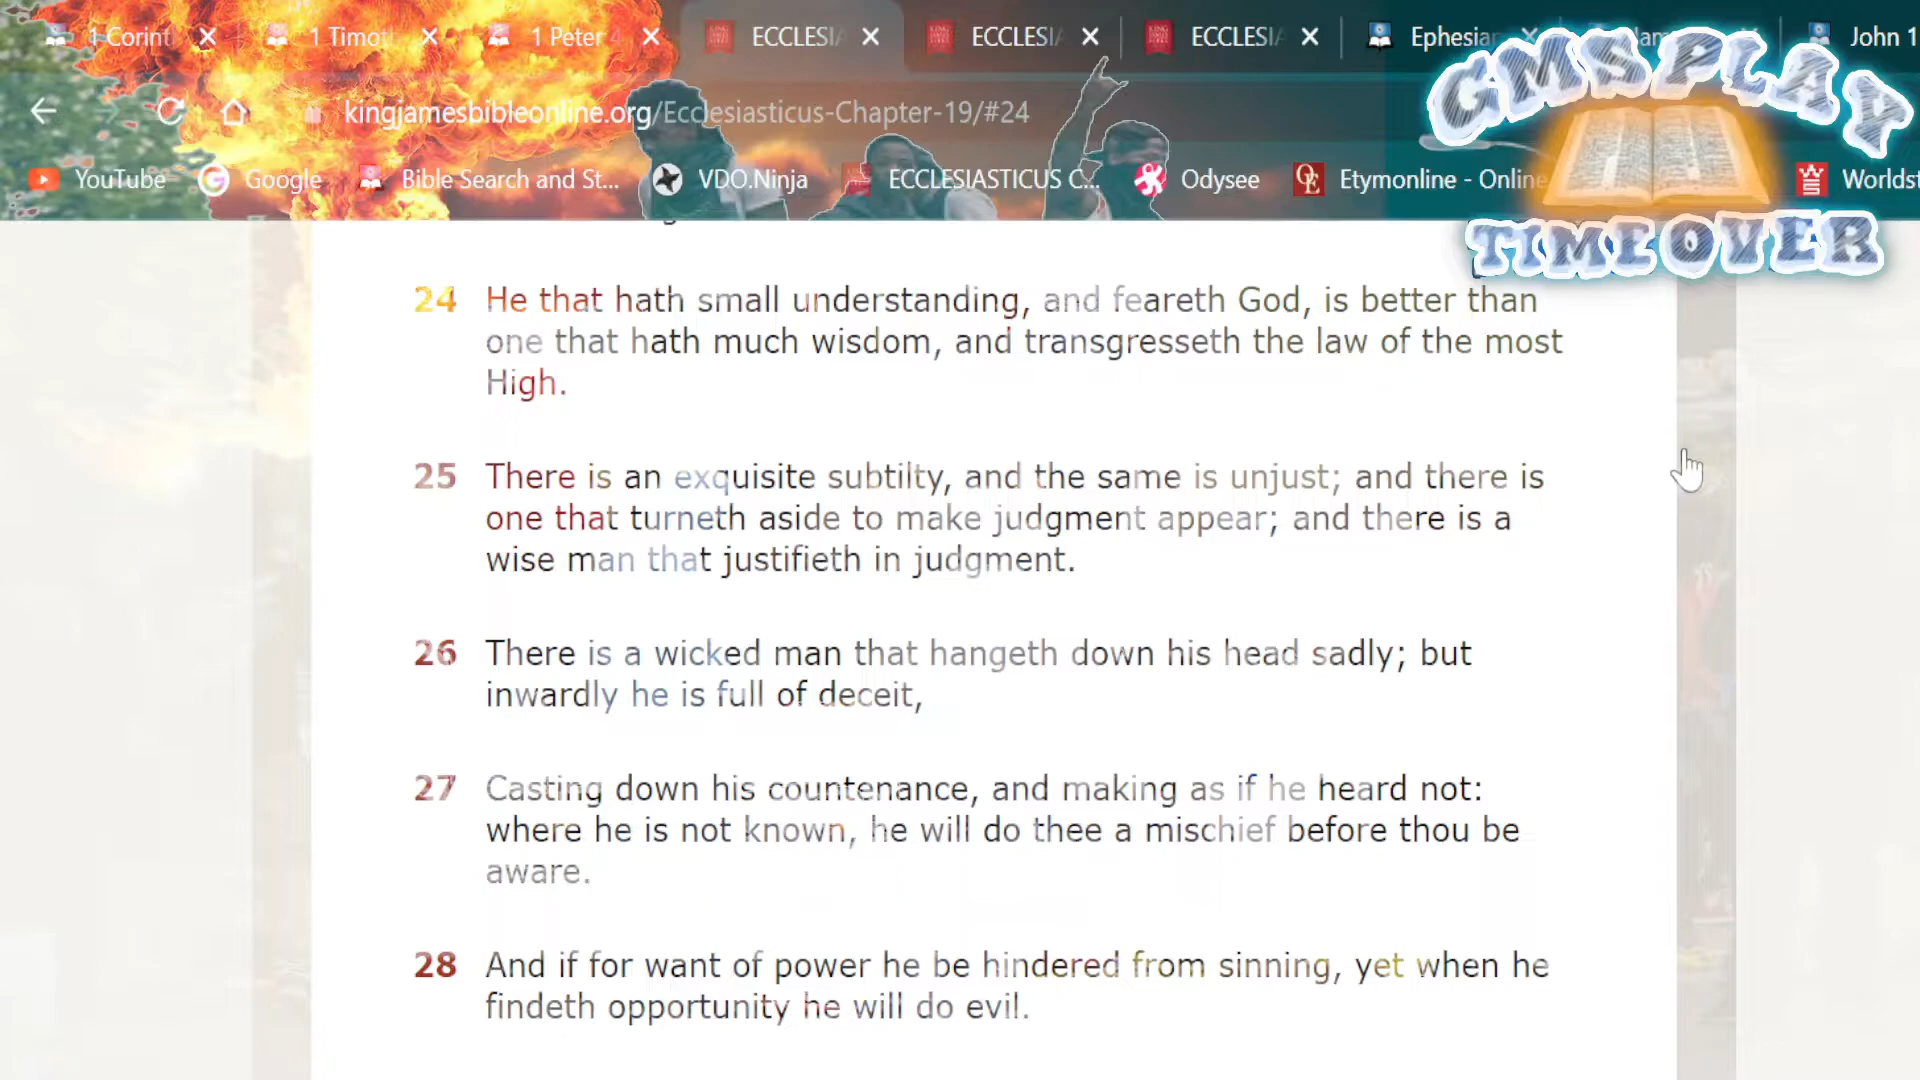 1 Corint
1 Timot
1 Peter 4
ECCLESIA
ECCLESIA
ECCLESIA
Ephesian
John 1
kingjamesbibleonline.org/Ecclesiasticus-Chapter-19/#24
YouTube
Google
Bible Search and St...
VDO.Ninja
ECCLESIASTICUS C...
Odysee
Etymonline - Online
Worldst
GMSPLAY
TIMEOVER
24 He that hath small understanding, and feareth God, is better than
one that hath much wisdom, and transgresseth the law of the most
High.
25 There is an exquisite subtilty, and the same is unjust; and there is
one that turneth aside to make judgment appear; and there is a
wise man that justifieth in judgment.
26 There is a wicked man that hangeth down his head sadly; but
inwardly he is full of deceit,
27 Casting down his countenance, and making as if he heard not:
where he is not known, he will do thee a mischief before thou be
aware.
28 And if for want of power he be hindered from sinning, yet when he
findeth opportunity he will do evil.